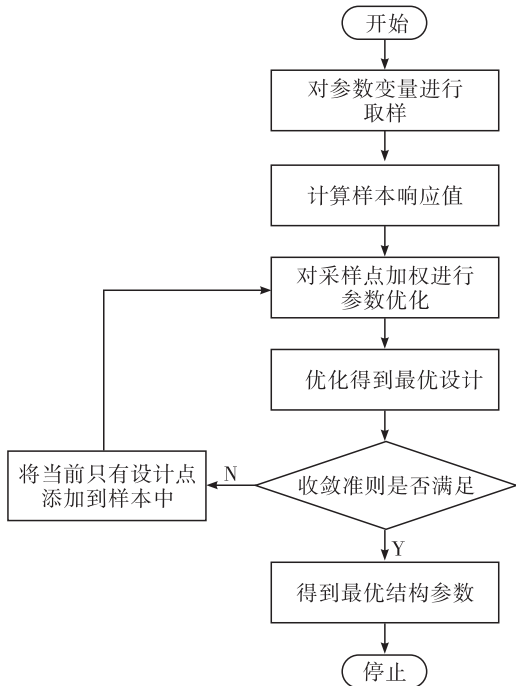 开始
对参数变量进行
取样
计算样本响应值
对采样点加权进行
参数优化
优化得到最优设计
收敛准则是否满足
N
将当前只有设计点
添加到样本中
Y
得到最优结构参数
停止